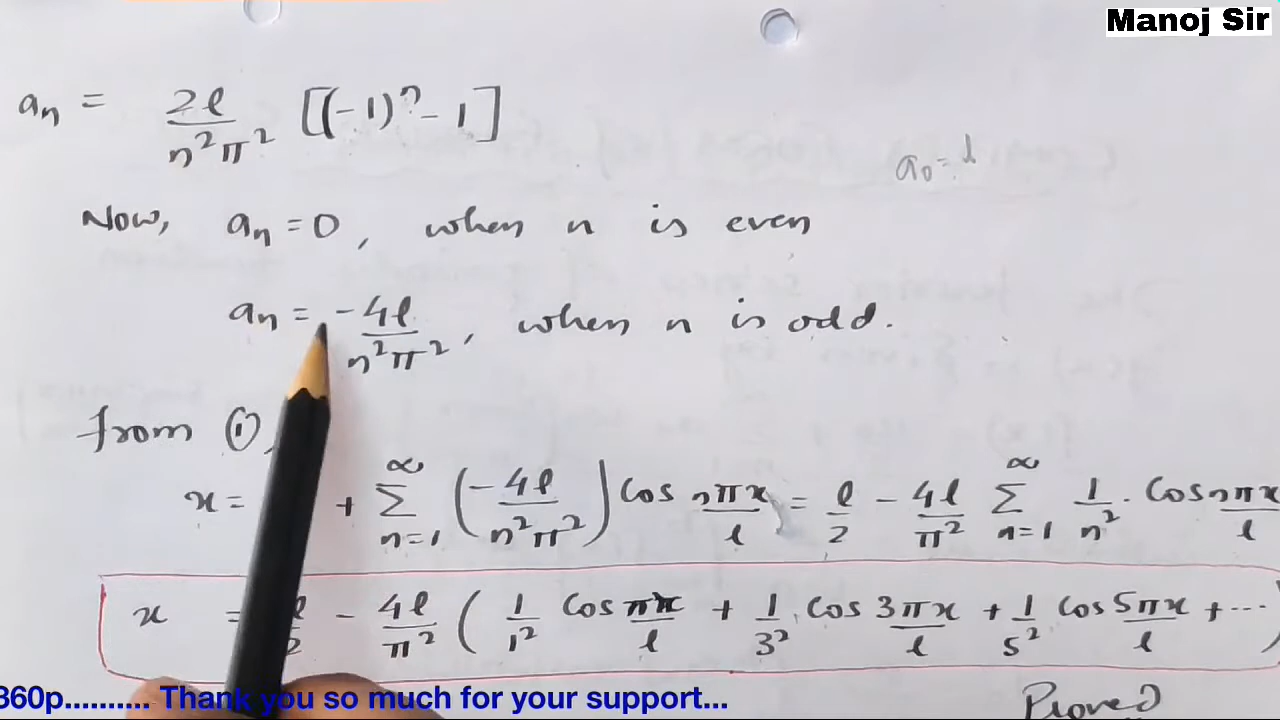 Manoj Sir
aₙ = 2ℓ/n²π² [(-1)ⁿ - 1]
a₀ = l
Now, aₙ = 0, when n is even
aₙ = -4ℓ/n²π², when n is odd.
from ①,
x = + ∑ₙ₌₁^∞ (-4ℓ/n²π²) cos nπx/ℓ = ℓ/2 - 4ℓ/π² ∑ₙ₌₁^∞ 1/n² · cos nπx/ℓ
x = ℓ/2 - 4ℓ/π² (1/1² cos πx/ℓ + 1/3² cos 3πx/ℓ + 1/5² cos 5πx/ℓ + ...)
360p.......... Thank you so much for your support...
Proved